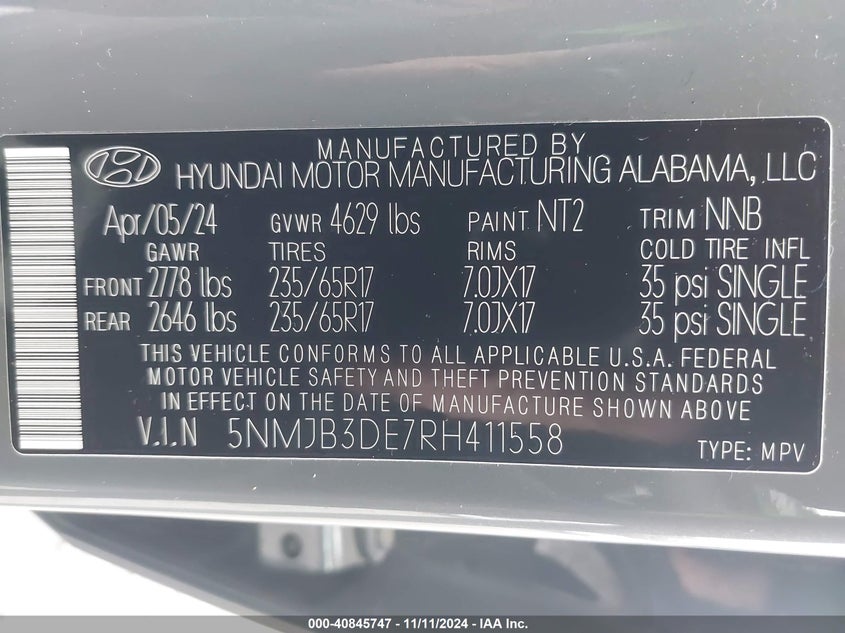 MANUFACTURED BY
HYUNDAI MOTOR MANUFACTURING ALABAMA, LLC
Apr/05/24 GVWR 4629 lbs PAINT NT2 TRIM NNB
GAWR TIRES RIMS COLD TIRE INFL
FRONT 2778 lbs 235/65R17 7.0JX17 35 psi SINGLE
REAR 2646 lbs 235/65R17 7.0JX17 35 psi SINGLE
THIS VEHICLE CONFORMS TO ALL APPLICABLE U.S.A. FEDERAL
MOTOR VEHICLE SAFETY AND THEFT PREVENTION STANDARDS
IN EFFECT ON THE DATE OF MANUFACTURE SHOWN ABOVE
V.I.N 5NMJB3DE7RH411558 TYPE: MPV
000-40845747 - 11/11/2024 - IAA Inc.